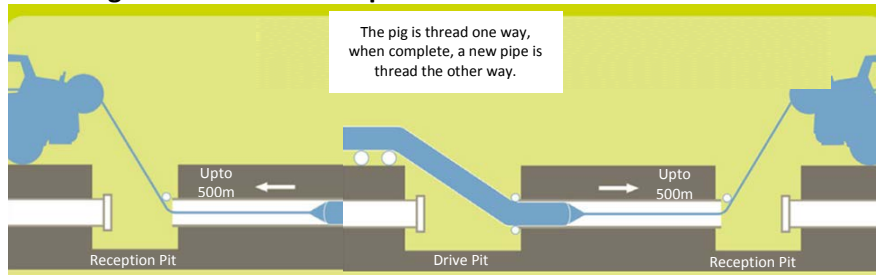 The pig is thread one way,
when complete, a new pipe is
thread the other way.
Upto
500m
Upto
500m
Reception Pit
Drive Pit
Reception Pit